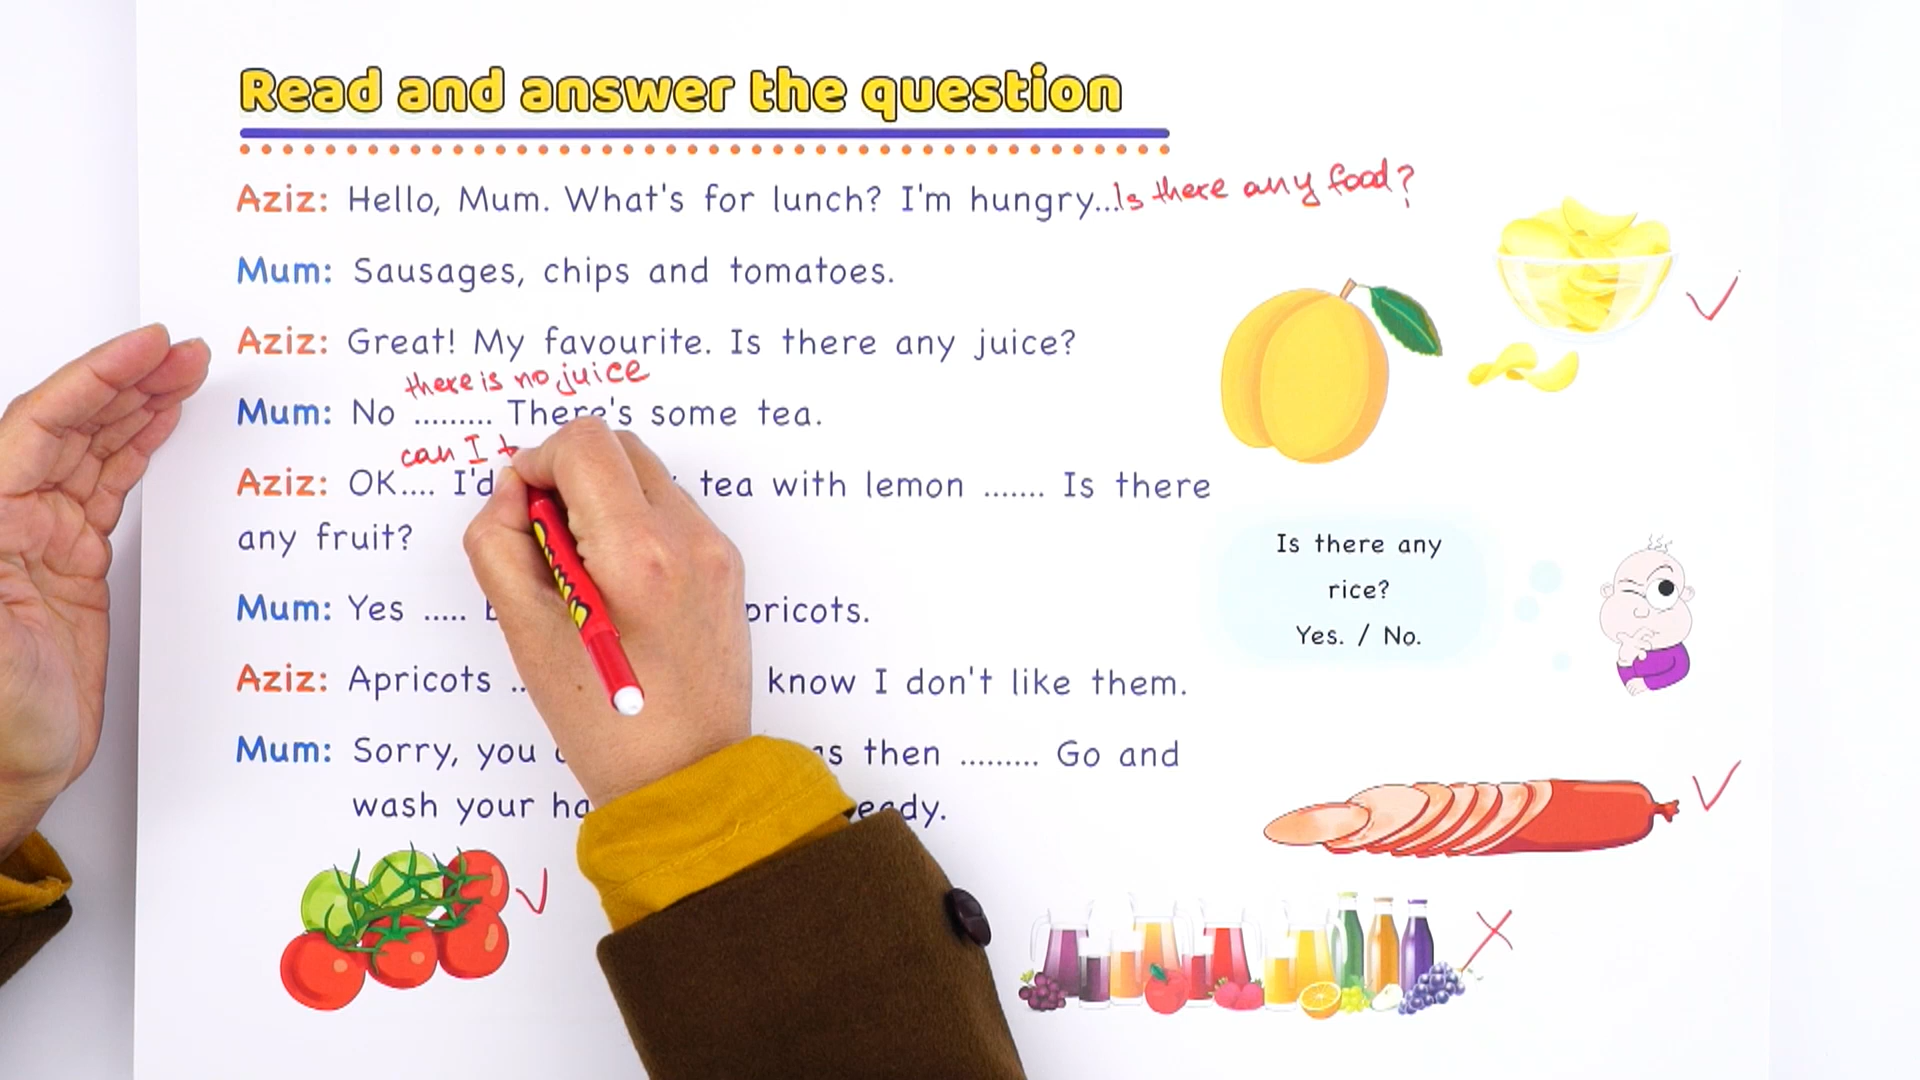 Read and answer the question
Aziz: Hello, Mum. What's for lunch? I'm hungry...Is there any food?
Mum: Sausages, chips and tomatoes.
Aziz: Great! My favourite. Is there any juice?
there is no juice
Mum: No ......... There's some tea.
can I t
Aziz: OK.... I'd tea with lemon ....... Is there
any fruit?
Mum: Yes .....
Aziz: Apricots .. know I don't like them.
Mum: Sorry, you then ......... Go and
wash your
Is there any
rice?
Yes. / No.